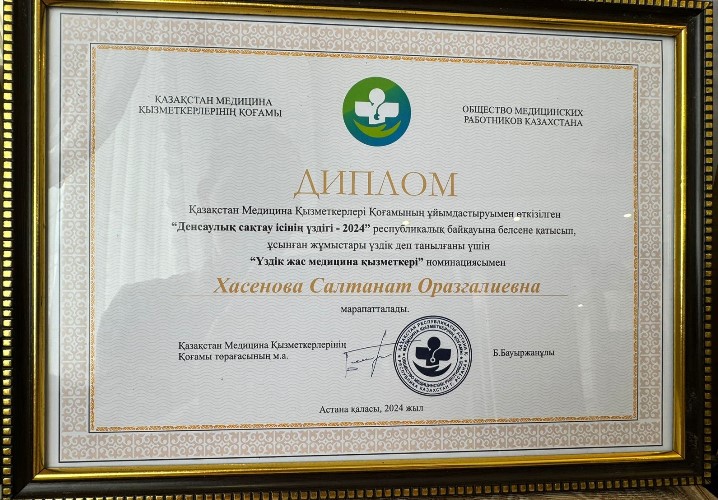 ҚАЗАҚСТАН МЕДИЦИНА
ҚЫЗМЕТКЕРЛЕРІНІҢ ҚОҒАМЫ
ОБЩЕСТВО МЕДИЦИНСКИХ
РАБОТНИКОВ КАЗАХСТАНА
ДИПЛОМ
Қазақстан Медицина Қызметкерлері Қоғамының ұйымдастыруымен өткізілген
“Денсаулық сақтау ісінің үздігі - 2024” республикалық байқауына белсене қатысып,
ұсынған жұмыстары үздік деп танылғаны үшін
“Үздік жас медицина қызметкері” номинациясымен
Хасенова Салтанат Оразгалиевна
марапатталады.
Қазақстан Медицина Қызметкерлерінің
Қоғамы төрағасының м.а.
Б.Бауыржанұлы
Астана қаласы, 2024 жыл